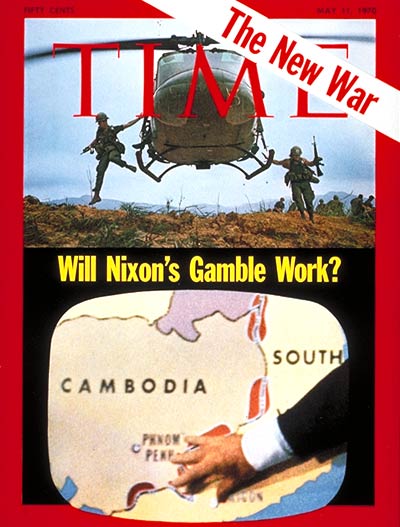 FIFTY CENTS
MAY 11, 1970
The New War
TIME
Will Nixon's Gamble Work?
SOUTH
CAMBODIA
PHNOM
PENH